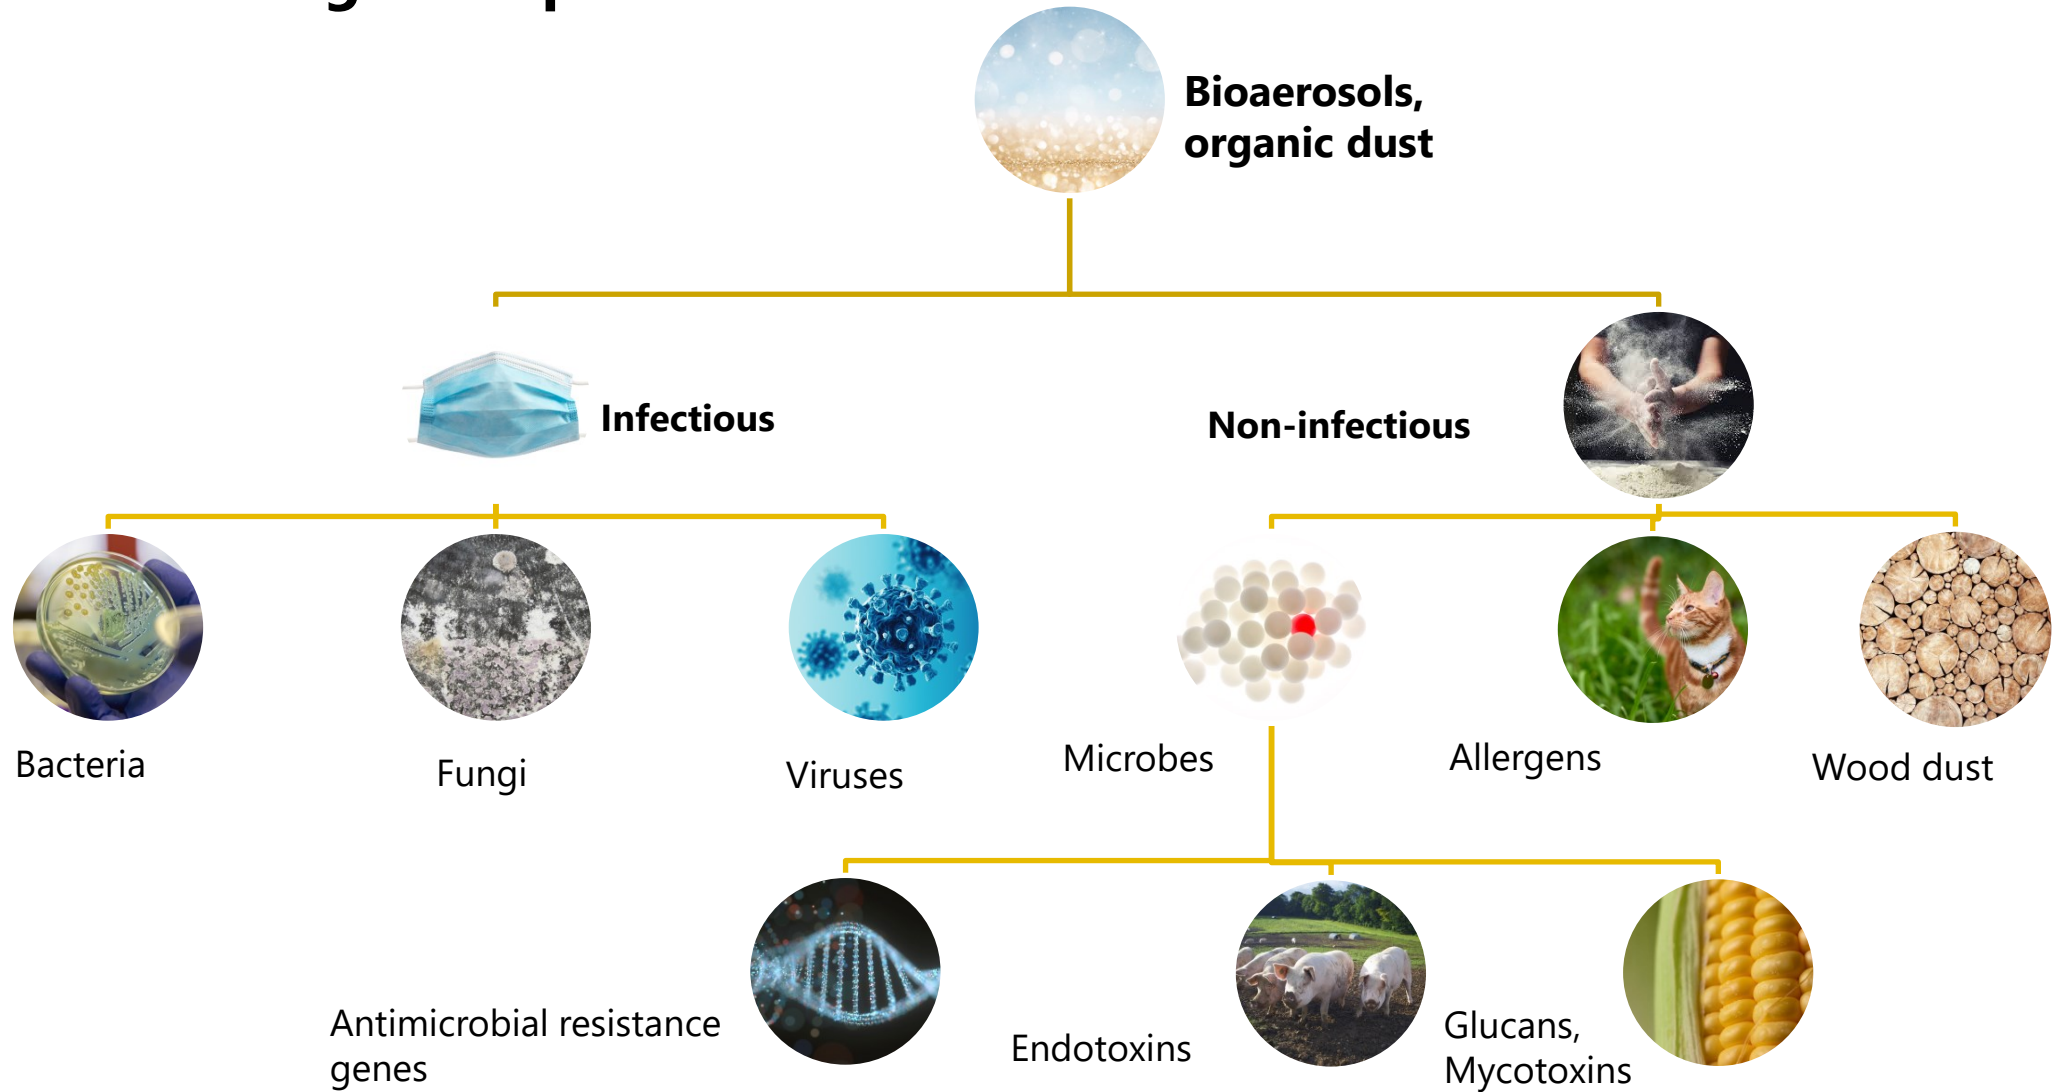 Bioaerosols,
organic dust
Infectious
Non-infectious
Bacteria
Fungi
Viruses
Microbes
Allergens
Wood dust
Antimicrobial resistance
genes
Endotoxins
Glucans,
Mycotoxins